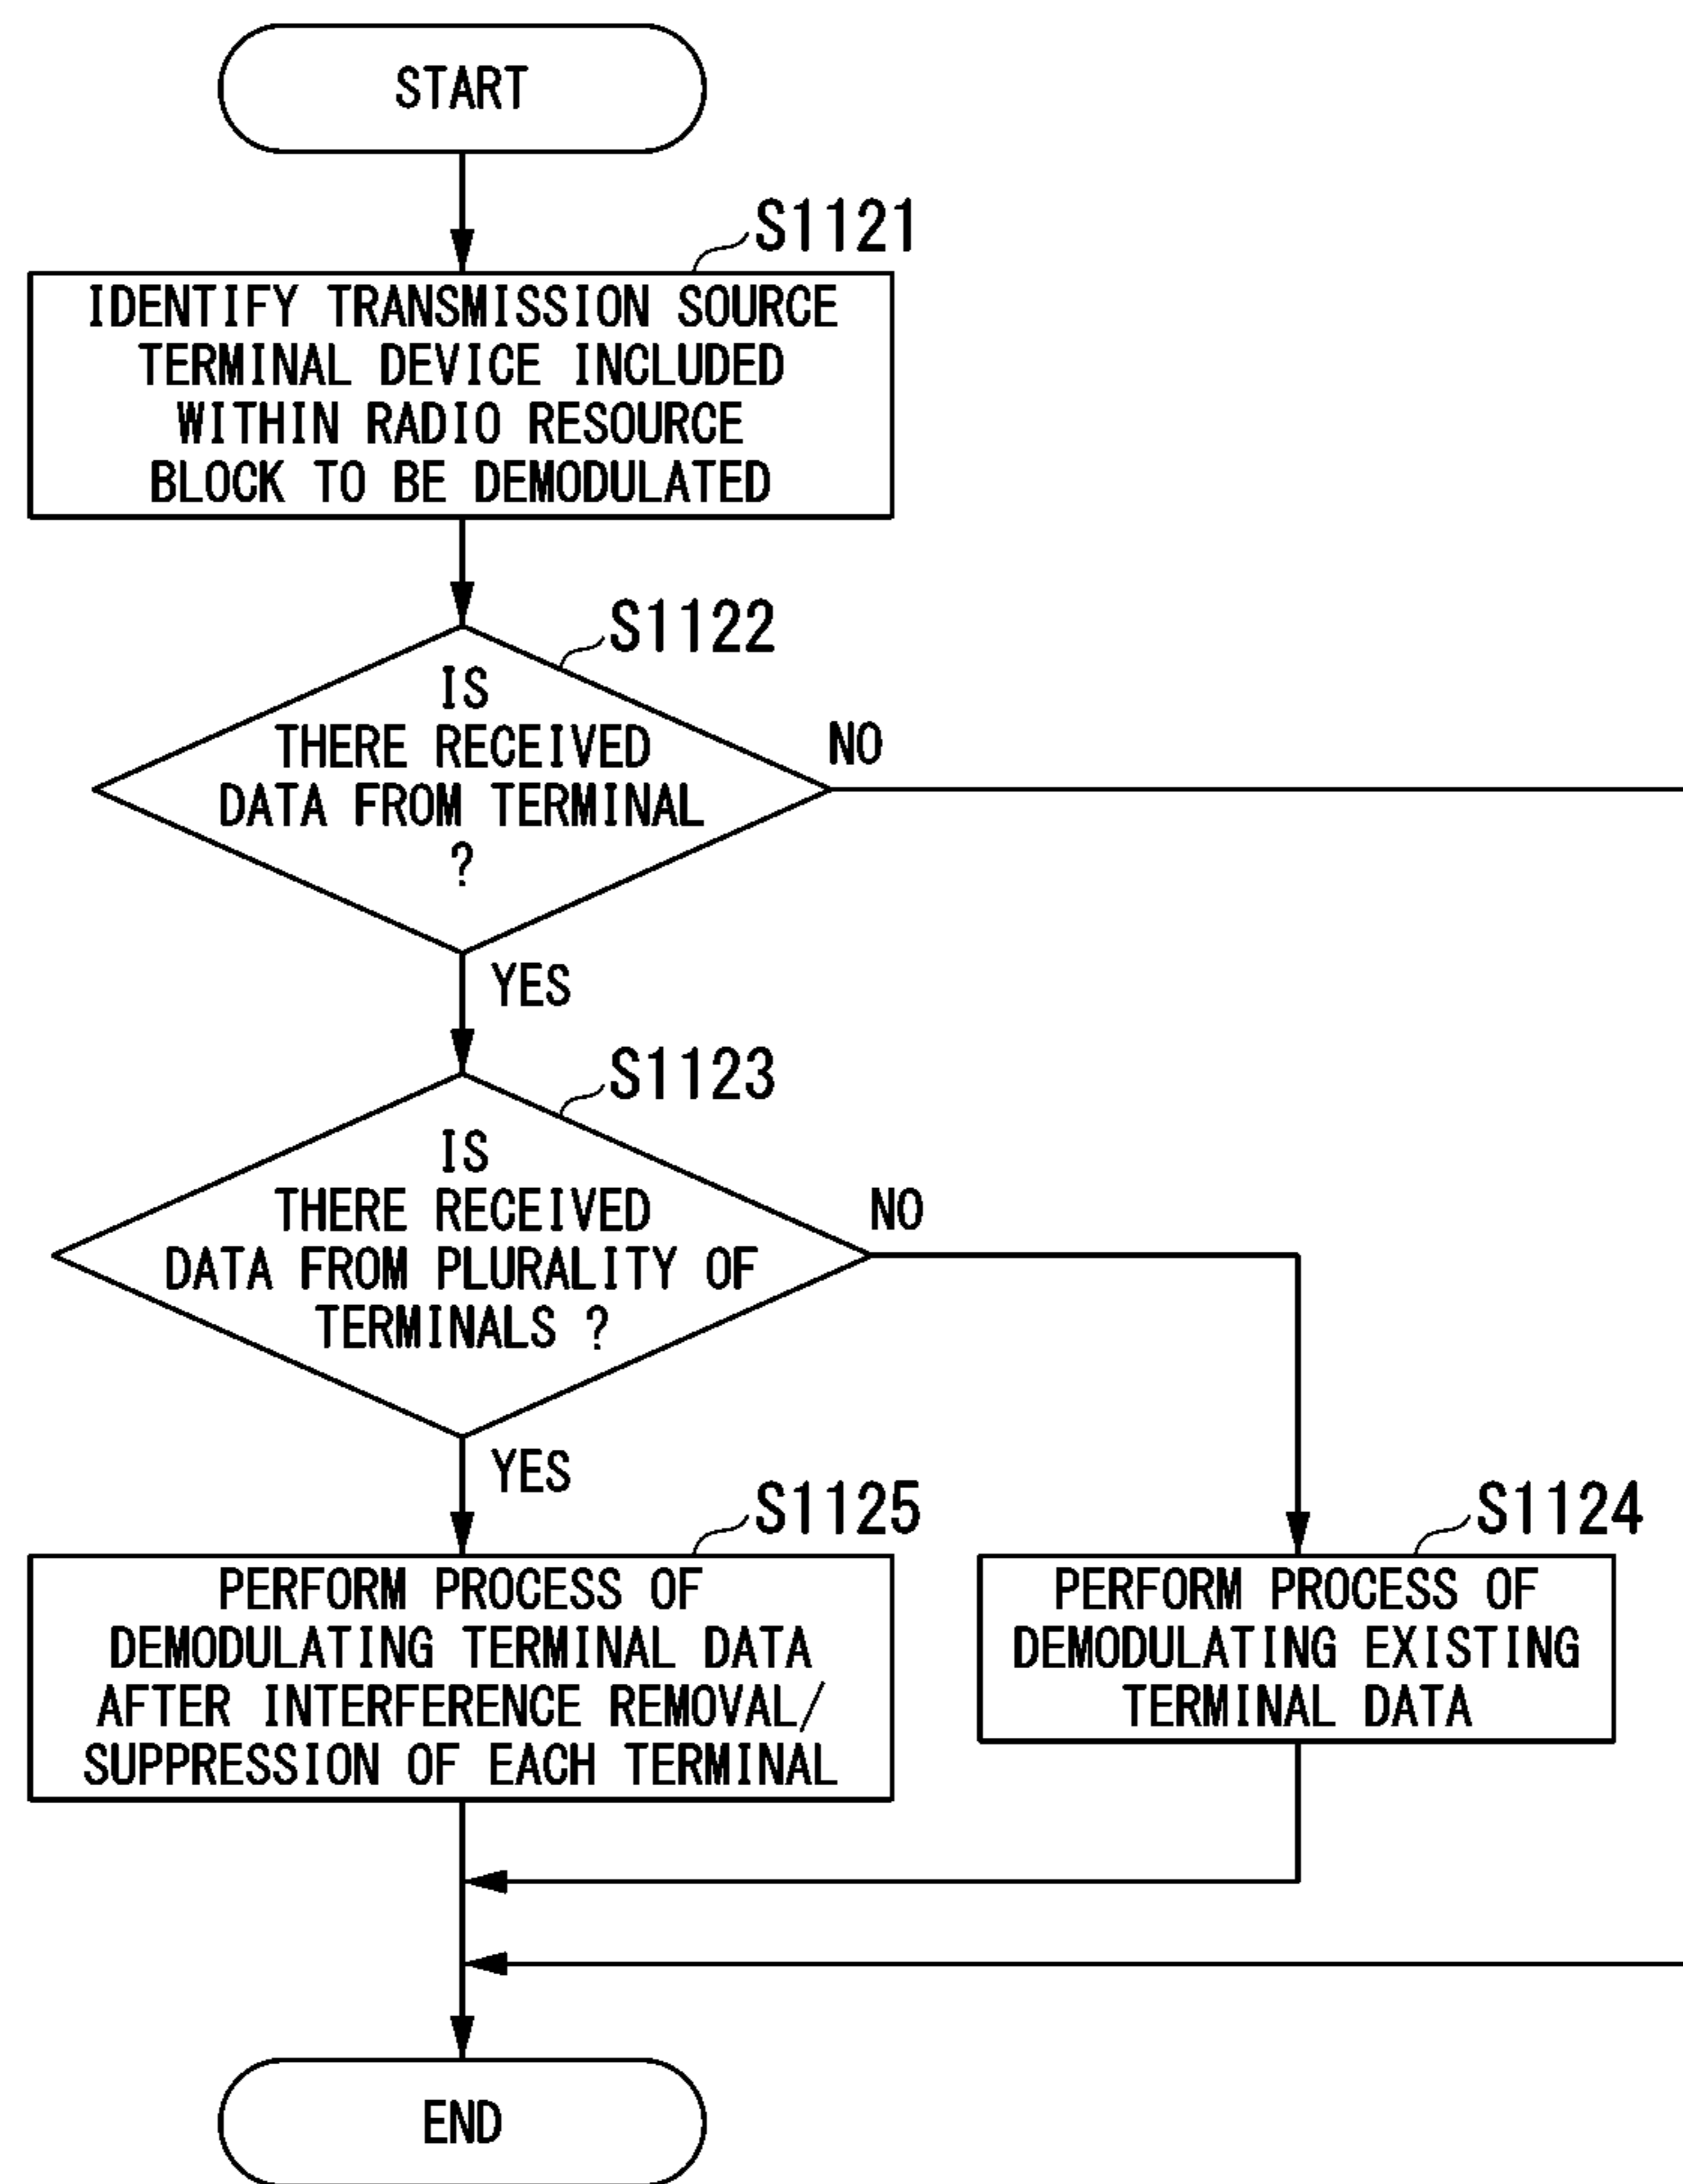 START
S1121
IDENTIFY TRANSMISSION SOURCE
TERMINAL DEVICE INCLUDED
WITHIN RADIO RESOURCE
BLOCK TO BE DEMODULATED
S1122
IS
THERE RECEIVED
DATA FROM TERMINAL
?
NO
YES
S1123
IS
THERE RECEIVED
DATA FROM PLURALITY OF
TERMINALS ?
NO
YES
S1125
PERFORM PROCESS OF
DEMODULATING TERMINAL DATA
AFTER INTERFERENCE REMOVAL/
SUPPRESSION OF EACH TERMINAL
S1124
PERFORM PROCESS OF
DEMODULATING EXISTING
TERMINAL DATA
END